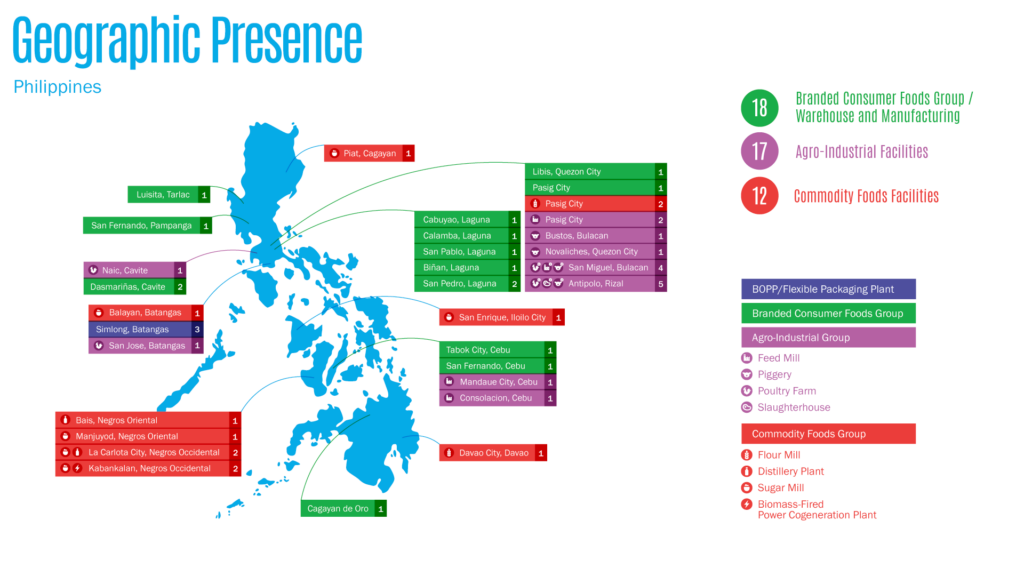 Geographic Presence
Philippines
18 Branded Consumer Foods Group /
Warehouse and Manufacturing
17 Agro-Industrial Facilities
12 Commodity Foods Facilities
Piat, Cagayan 1
Luisita, Tarlac 1
San Fernando, Pampanga 1
Naic, Cavite 1
Dasmariñas, Cavite 2
Balayan, Batangas 1
Simlong, Batangas 3
San Jose, Batangas 1
Libis, Quezon City 1
Pasig City 1
Pasig City 2
Pasig City 2
Bustos, Bulacan 1
Novaliches, Quezon City 1
San Miguel, Bulacan 4
Antipolo, Rizal 5
Cabuyao, Laguna 1
Calamba, Laguna 1
San Pablo, Laguna 1
Biñan, Laguna 1
San Pedro, Laguna 2
San Enrique, Iloilo City 1
Tabok City, Cebu 1
San Fernando, Cebu 1
Mandaue City, Cebu 1
Consolacion, Cebu 1
Bais, Negros Oriental 1
Manjuyod, Negros Oriental 1
La Carlota City, Negros Occidental 2
Kabankalan, Negros Occidental 2
Davao City, Davao 1
Cagayan de Oro 1
BOPP/Flexible Packaging Plant
Branded Consumer Foods Group
Agro-Industrial Group
Feed Mill
Piggery
Poultry Farm
Slaughterhouse
Commodity Foods Group
Flour Mill
Distillery Plant
Sugar Mill
Biomass-Fired
Power Cogeneration Plant